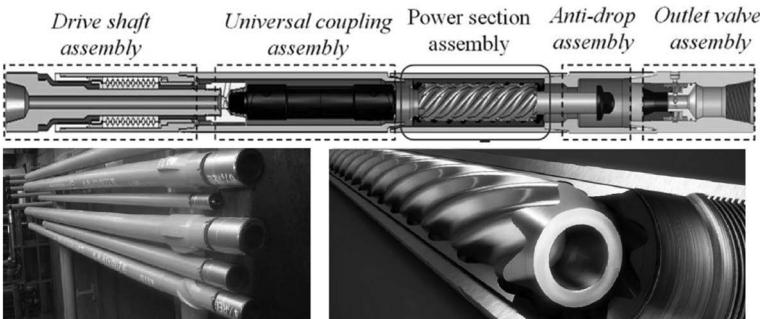 Drive shaft
assembly
Universal coupling
assembly
Power section
assembly
Anti-drop
assembly
Outlet valve
assembly